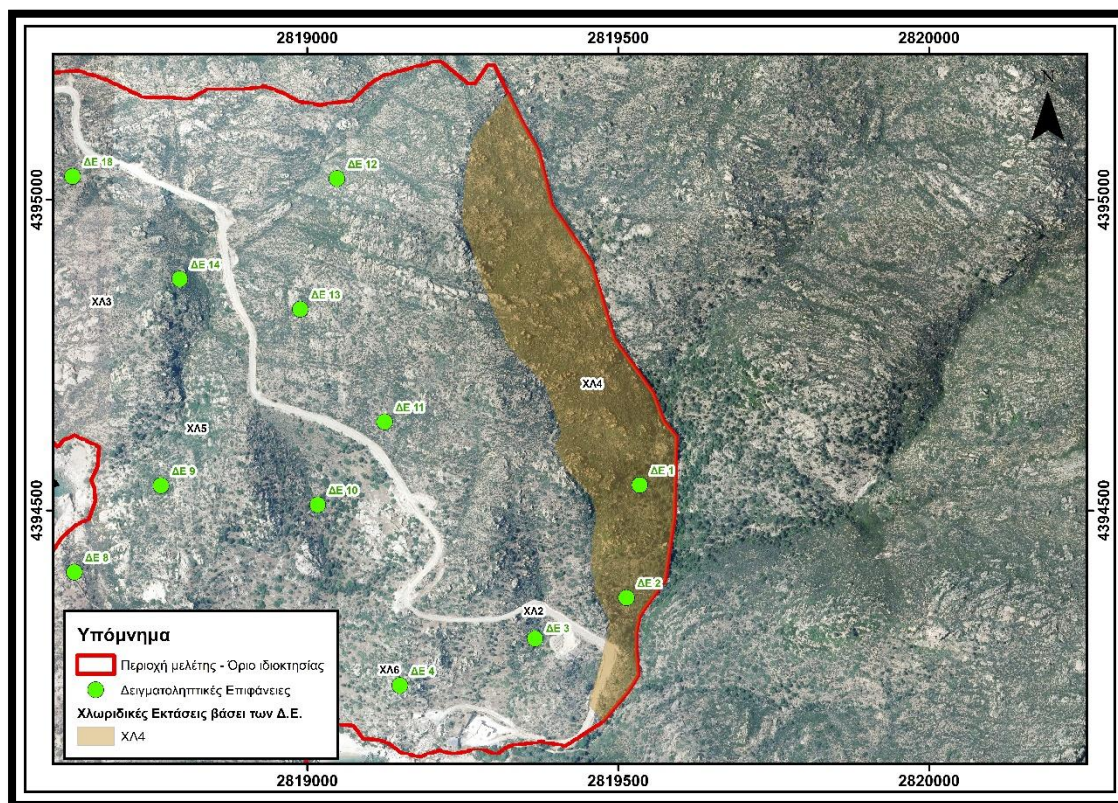 2819000
2819500
2820000
N
4395000
4395000
ΔΕ 18
ΔΕ 12
ΔΕ 14
ΧΛ3
ΔΕ 13
ΧΛ4
ΔΕ 11
ΧΛ5
ΔΕ 9
ΔΕ 1
ΔΕ 10
4394500
4394500
ΔΕ 8
ΔΕ 2
ΧΛ2
ΔΕ 3
ΧΛ6
ΔΕ 4
Υπόμνημα
Περιοχή μελέτης - Όριο ιδιοκτησίας
Δειγματοληπτικές Επιφάνειες
Χλωριδικές Εκτάσεις βάσει των Δ.Ε.
ΧΛ4
2819000
2819500
2820000